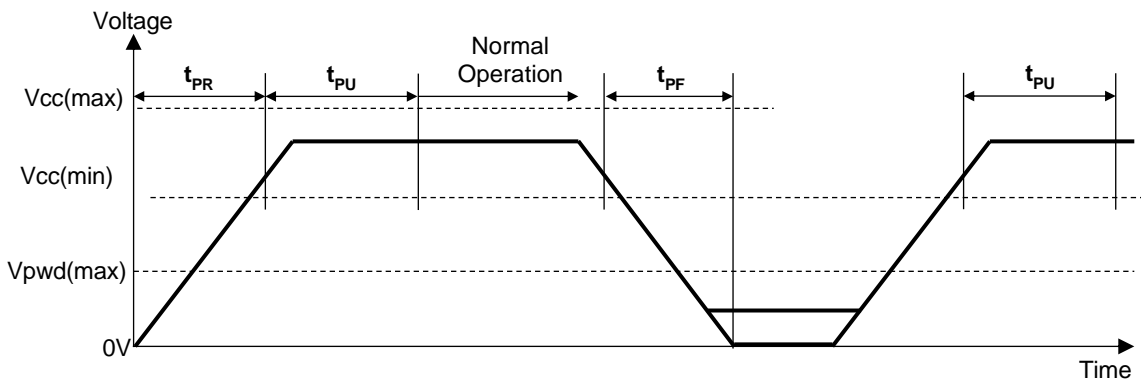 Voltage
Normal
Operation
tPR
tPU
tPF
tPU
Vcc(max)
Vcc(min)
Vpwd(max)
0V
Time